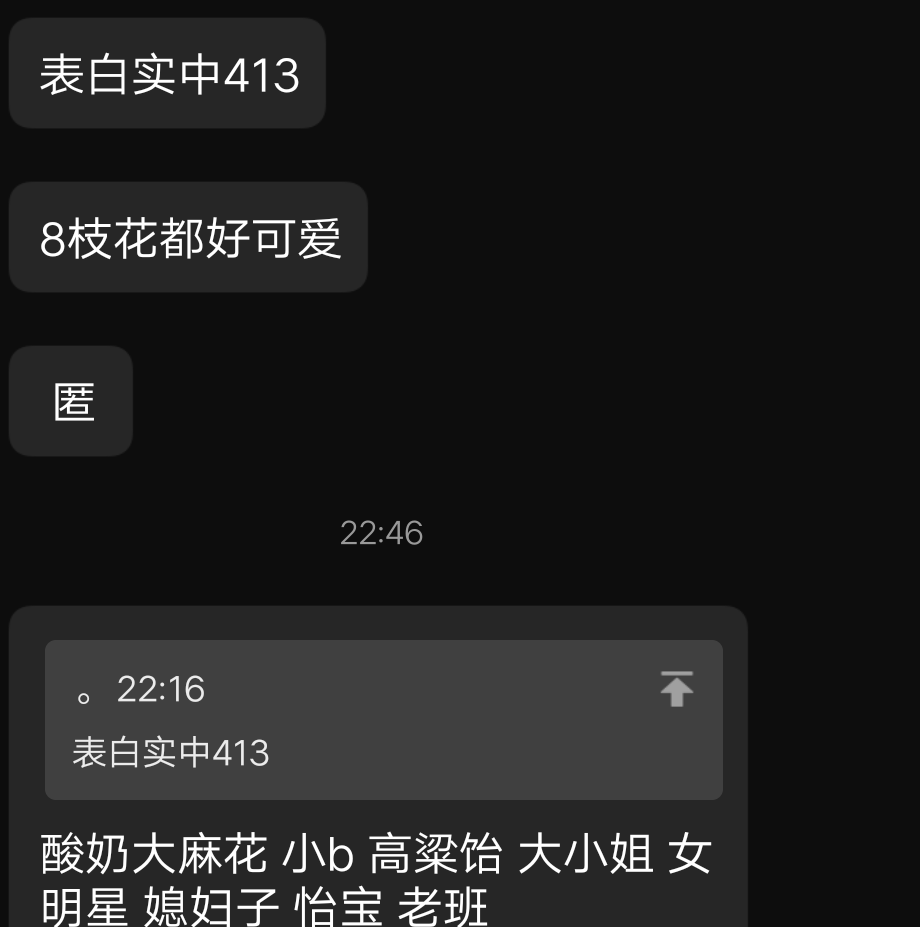 表白实中413
8枝花都好可爱
匿
22:46
。22:16
表白实中413
酸奶大麻花 小b 高粱饴 大小姐 女
明星 媳妇子 怡宝 老班